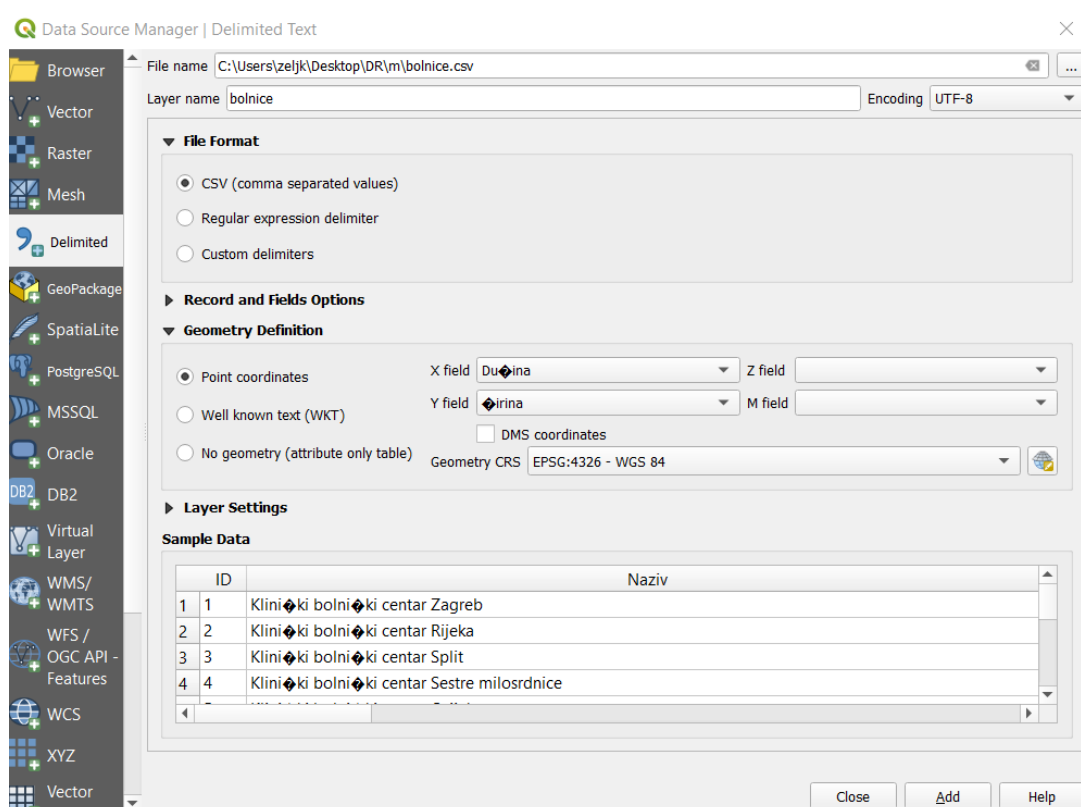 Data Source Manager | Delimited Text
Browser
Vector
Raster
Mesh
Delimited
GeoPackage
SpatiaLite
PostgreSQL
MSSQL
Oracle
DB2
DB2
Virtual
Layer
WMS/
WMTS
WFS /
OGC API -
Features
WCS
XYZ
Vector
File name C:\Users\zeljk\Desktop\DR\m\bolnice.csv ...
Layer name bolnice Encoding UTF-8
File Format
CSV (comma separated values)
Regular expression delimiter
Custom delimiters
Record and Fields Options
Geometry Definition
Point coordinates X field Du�ina Z field
Well known text (WKT) Y field �irina M field
DMS coordinates
No geometry (attribute only table) Geometry CRS EPSG:4326 - WGS 84
Layer Settings
Sample Data
ID Naziv
1 1 Klini�ki bolni�ki centar Zagreb
2 2 Klini�ki bolni�ki centar Rijeka
3 3 Klini�ki bolni�ki centar Split
4 4 Klini�ki bolni�ki centar Sestre milosrdnice
Close Add Help